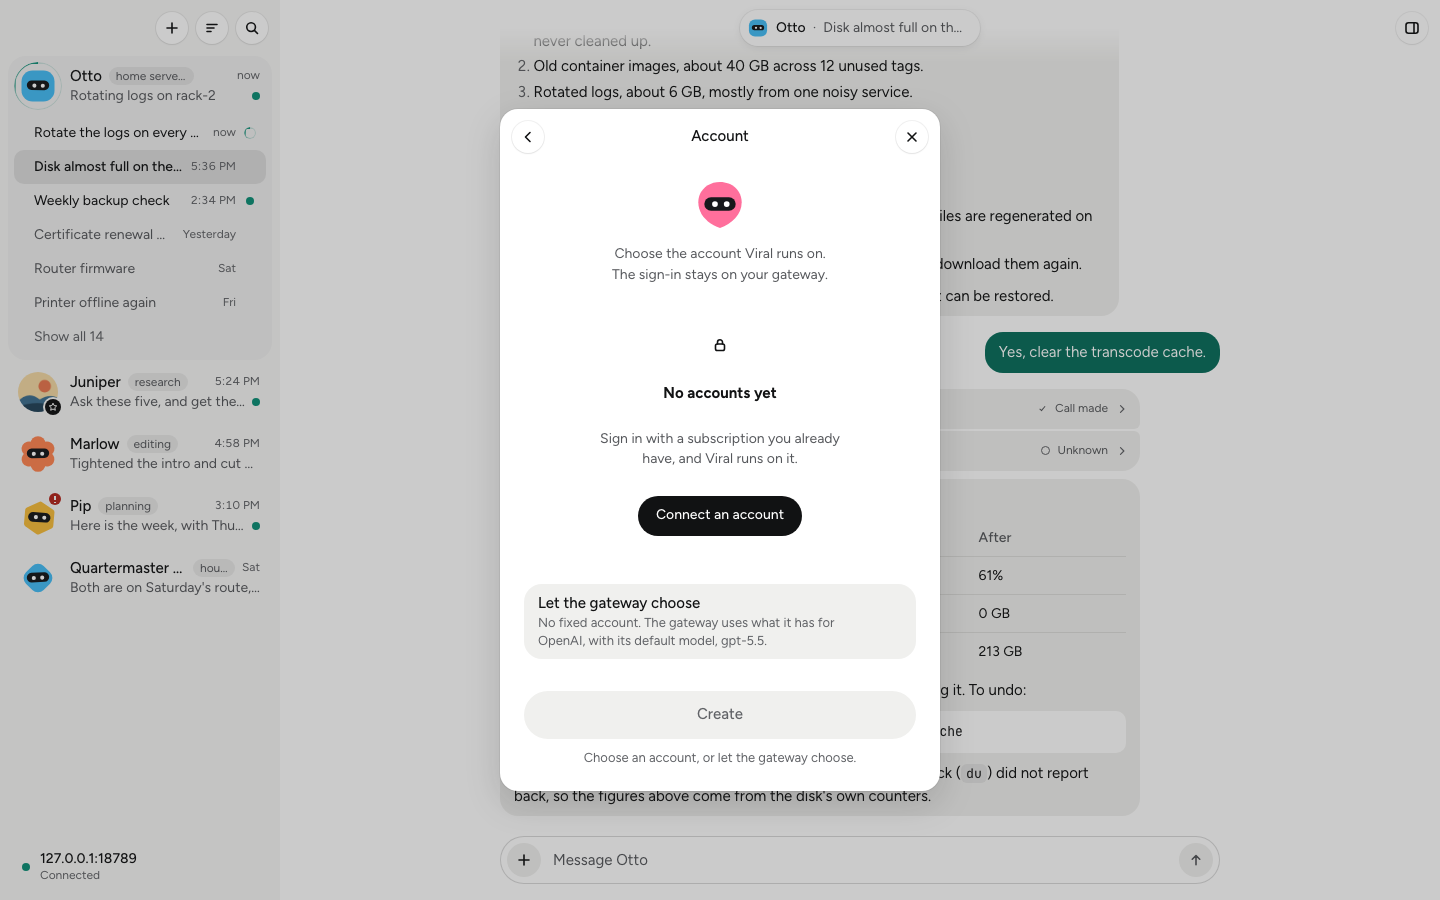 Otto
home serve...
now
Rotating logs on rack-2
Rotate the logs on every ...
now
Disk almost full on the...
5:36 PM
Weekly backup check
2:34 PM
Certificate renewal ...
Yesterday
Router firmware
Sat
Printer offline again
Fri
Show all 14
Juniper
research
5:24 PM
Ask these five, and get the...
Marlow
editing
4:58 PM
Tightened the intro and cut ...
Pip
planning
3:10 PM
Here is the week, with Thu...
Quartermaster ...
hou...
Sat
Both are on Saturday's route,...
127.0.0.1:18789
Connected
Otto · Disk almost full on th...
never cleaned up.
2. Old container images, about 40 GB across 12 unused tags.
3. Rotated logs, about 6 GB, mostly from one noisy service.
Account
Choose the account Viral runs on.
The sign-in stays on your gateway.
No accounts yet
Sign in with a subscription you already
have, and Viral runs on it.
Connect an account
Let the gateway choose
No fixed account. The gateway uses what it has for
OpenAI, with its default model, gpt-5.5.
Create
Choose an account, or let the gateway choose.
are regenerated on
download them again.
can be restored.
Yes, clear the transcode cache.
Call made
Unknown
After
61%
0 GB
213 GB
it. To undo:
(du) did not report
back, so the figures above come from the disk's own counters.
Message Otto